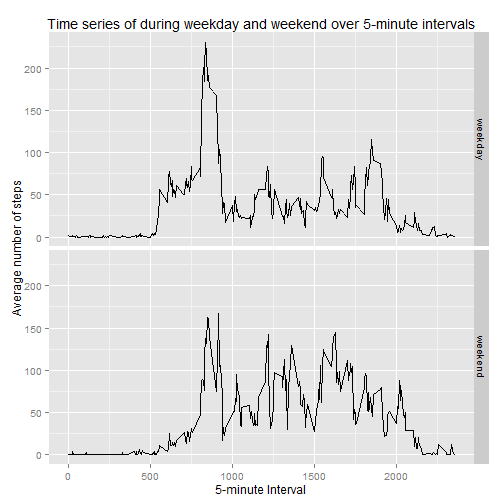 Time series of during weekday and weekend over 5-minute intervals
Average number of steps
200
150
100
50
0
weekday
200
150
100
50
0
weekend
0 500 1000 1500 2000
5-minute Interval